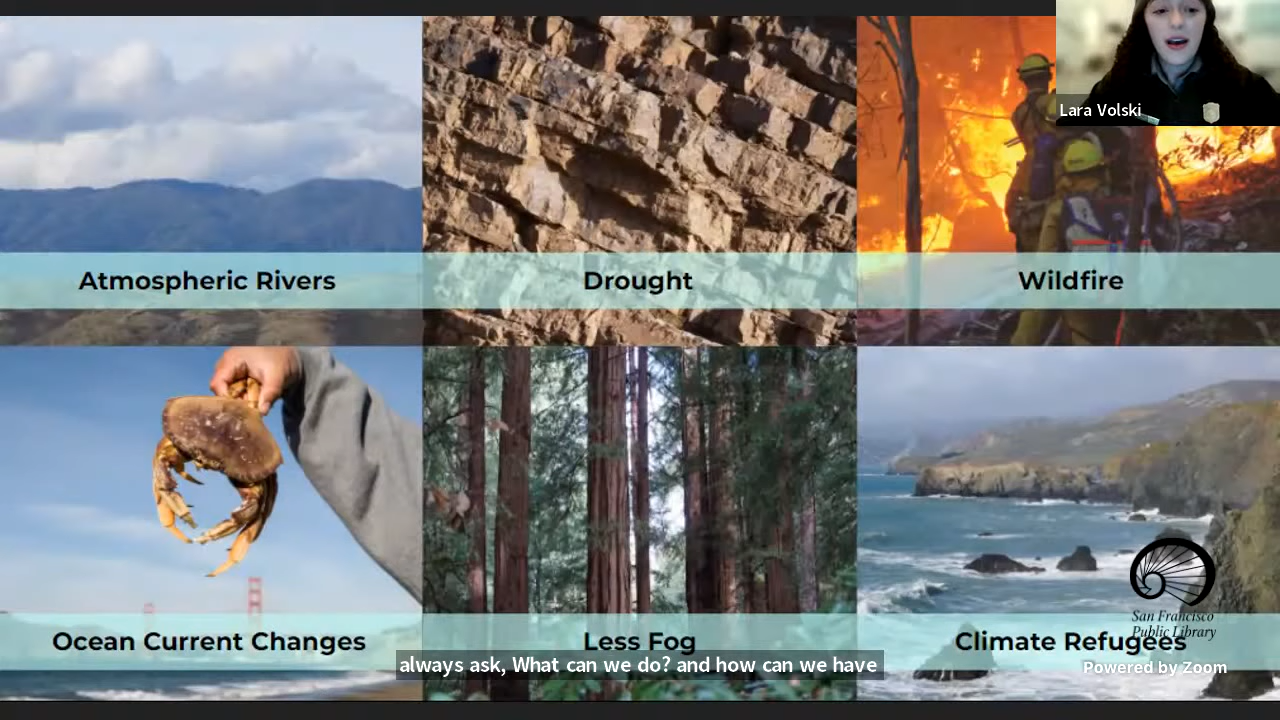 Lara Volski
Atmospheric Rivers
Drought
Wildfire
Ocean Current Changes
Less Fog
Climate Refugees
San Francisco
Public Library
always ask, What can we do? and how can we have
Powered by Zoom